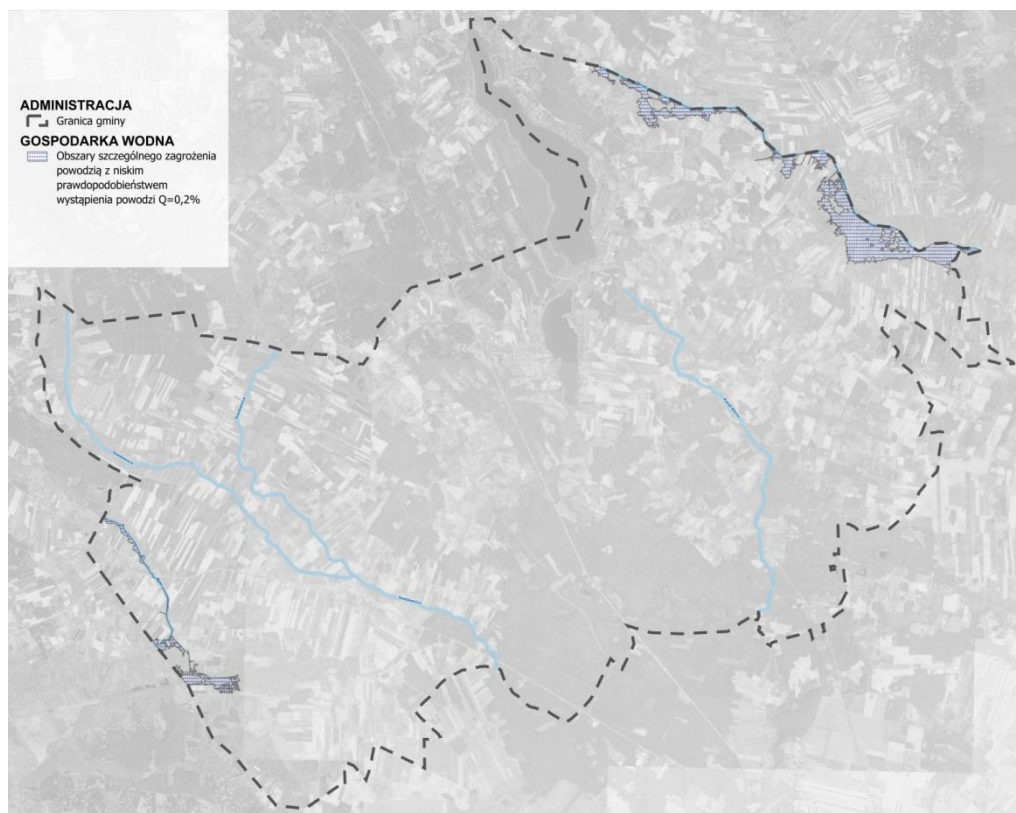 ADMINISTRACJA
Granica gminy
GOSPODARKA WODNA
Obszary szczególnego zagrożenia
powodzią z niskim
prawdopodobieństwem
wystąpienia powodzi Q=0,2%